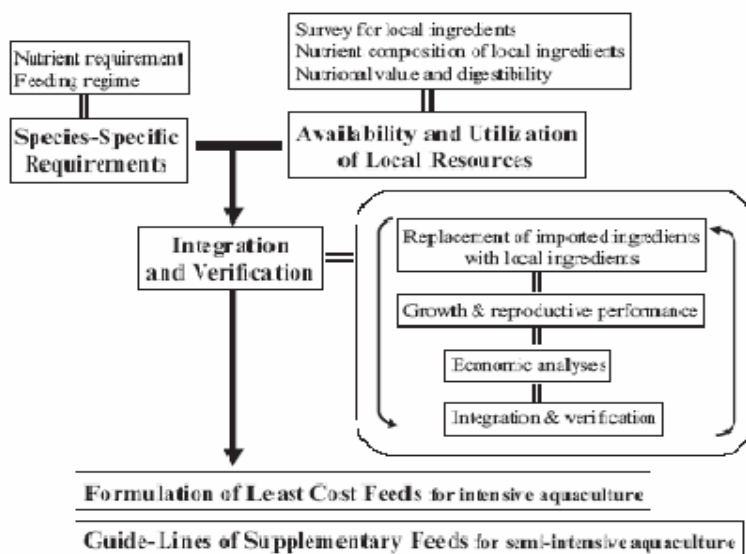 Nutrient requirement
Feeding regime
Species-Specific
Requirements
Survey for local ingredients
Nutrient composition of local ingredients
Nutrional value and digestibility
Availability and Utilization
of Local Resources
Integration
and Verification
Replacement of imported ingredients
with local ingredients
Growth & reproductive performance
Economic analyses
Integration & verification
Formulation of Least Cost Feeds for intensive aquaculture
Guide-Lines of Supplementary Feeds for semi-intensive aquaculture